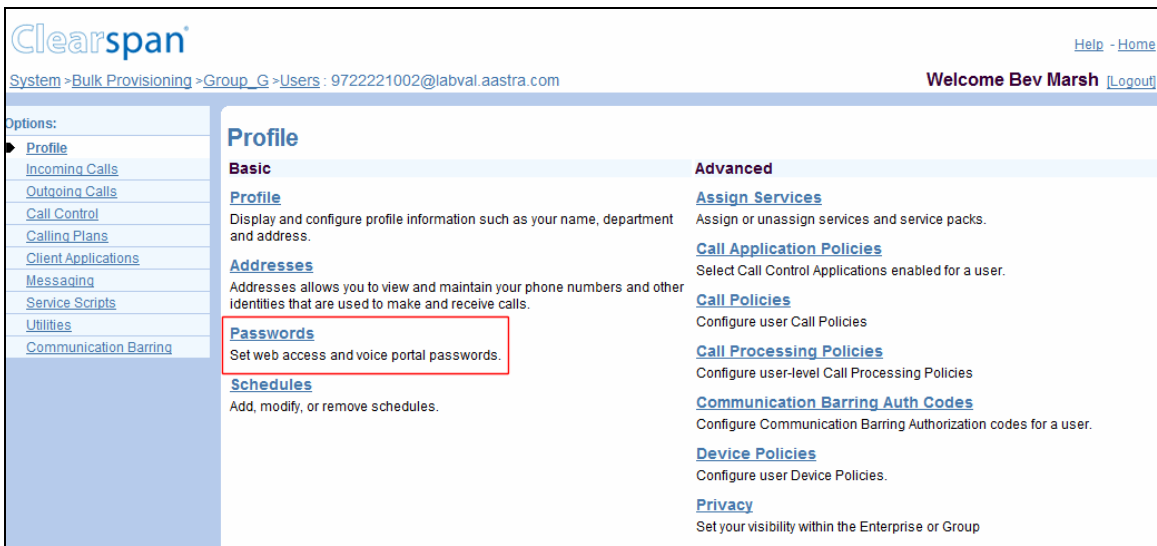 Clearspan
Help - Home
System >Bulk Provisioning >Group_G >Users : 9722221002@labval.aastra.com
Welcome Bev Marsh [Logout]
Options:
Profile
Incoming Calls
Outgoing Calls
Call Control
Calling Plans
Client Applications
Messaging
Service Scripts
Utilities
Communication Barring
Profile
Basic
Profile
Display and configure profile information such as your name, department
and address.
Addresses
Addresses allows you to view and maintain your phone numbers and other
identities that are used to make and receive calls.
Passwords
Set web access and voice portal passwords.
Schedules
Add, modify, or remove schedules.
Advanced
Assign Services
Assign or unassign services and service packs.
Call Application Policies
Select Call Control Applications enabled for a user.
Call Policies
Configure user Call Policies
Call Processing Policies
Configure user-level Call Processing Policies
Communication Barring Auth Codes
Configure Communication Barring Authorization codes for a user.
Device Policies
Configure user Device Policies.
Privacy
Set your visibility within the Enterprise or Group